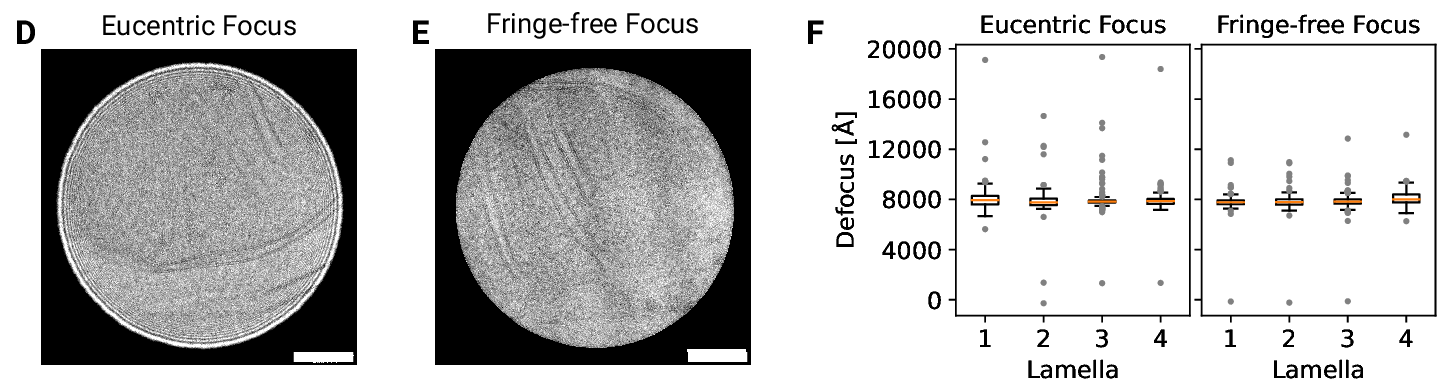 D Eucentric Focus
E Fringe-free Focus
F Eucentric Focus Fringe-free Focus
Defocus [Å]
20000
16000
12000
8000
4000
0
1 2 3 4 1 2 3 4
Lamella Lamella